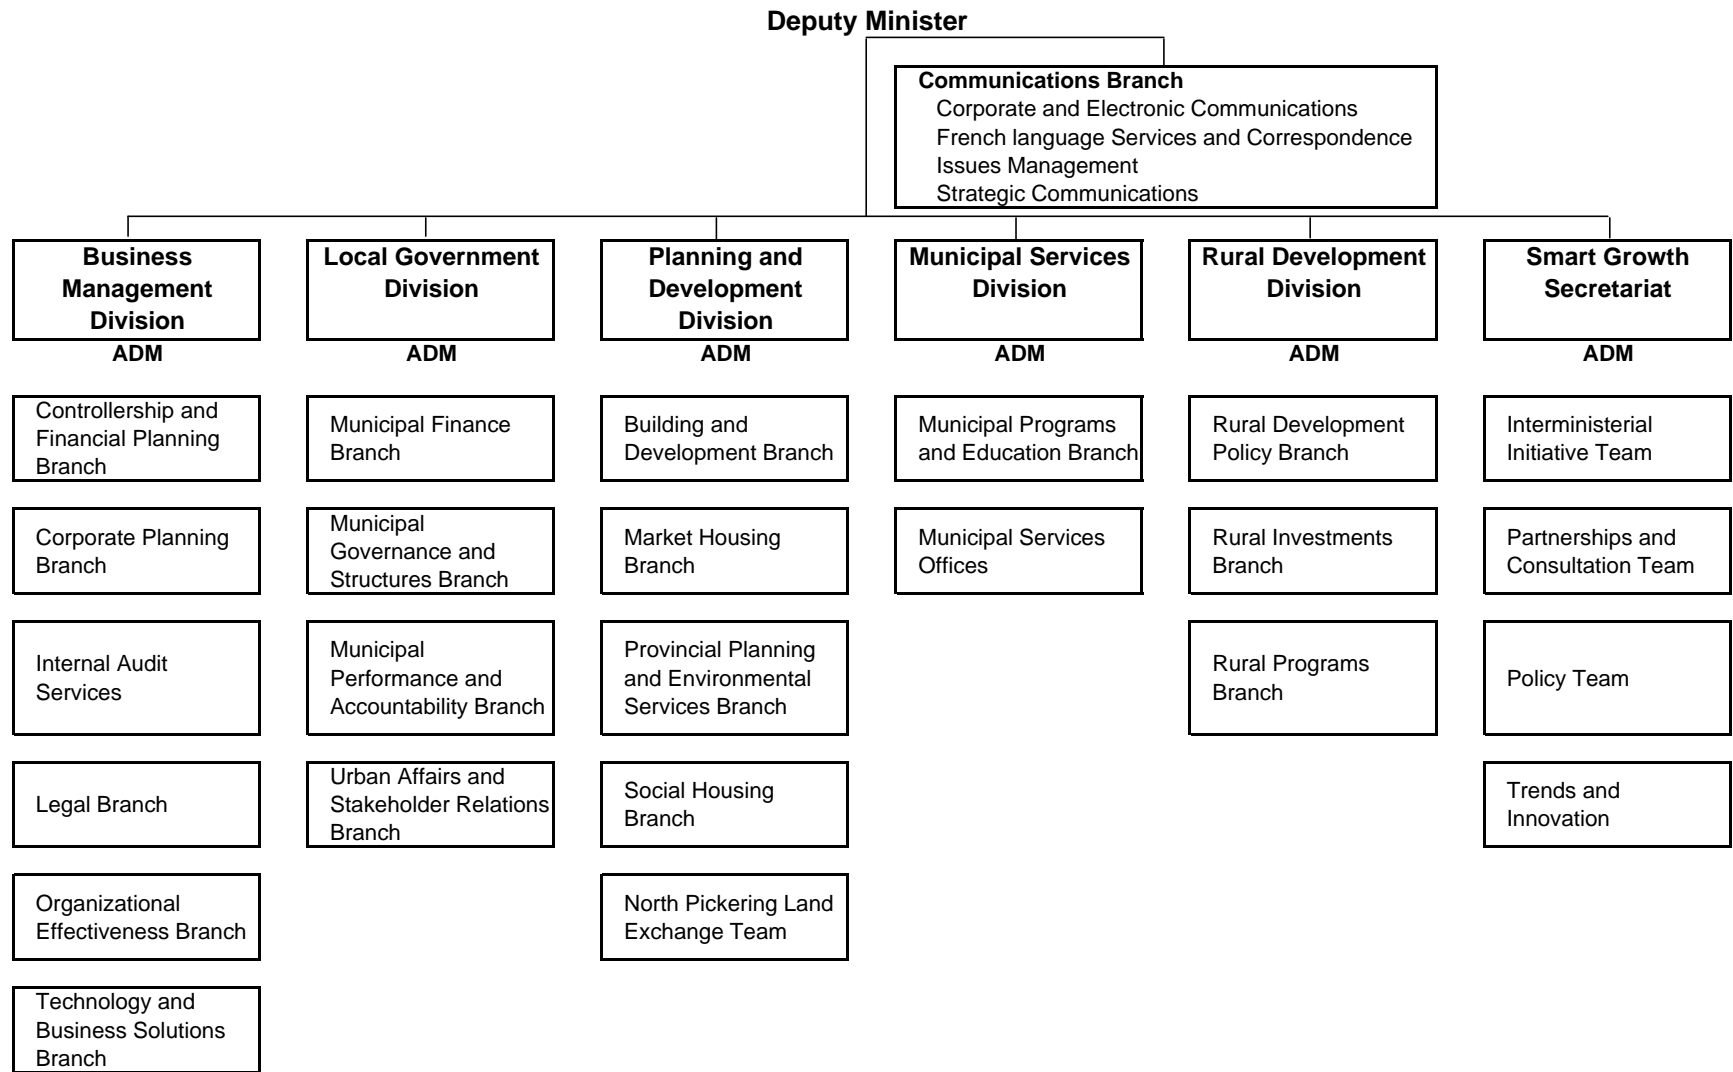 Deputy Minister
Communications Branch
Corporate and Electronic Communications
French language Services and Correspondence
Issues Management
Strategic Communications
Business
Management
Division
ADM
Local Government
Division
ADM
Planning and
Development
Division
ADM
Municipal Services
Division
ADM
Rural Development
Division
ADM
Smart Growth
Secretariat
ADM
Controllership and
Financial Planning
Branch
Municipal Finance
Branch
Building and
Development Branch
Municipal Programs
and Education Branch
Rural Development
Policy Branch
Interministerial
Initiative Team
Corporate Planning
Branch
Municipal
Governance and
Structures Branch
Market Housing
Branch
Municipal Services
Offices
Rural Investments
Branch
Partnerships and
Consultation Team
Internal Audit
Services
Municipal
Performance and
Accountability Branch
Provincial Planning
and Environmental
Services Branch
Rural Programs
Branch
Policy Team
Legal Branch
Urban Affairs and
Stakeholder Relations
Branch
Social Housing
Branch
Trends and
Innovation
Organizational
Effectiveness Branch
North Pickering Land
Exchange Team
Technology and
Business Solutions
Branch